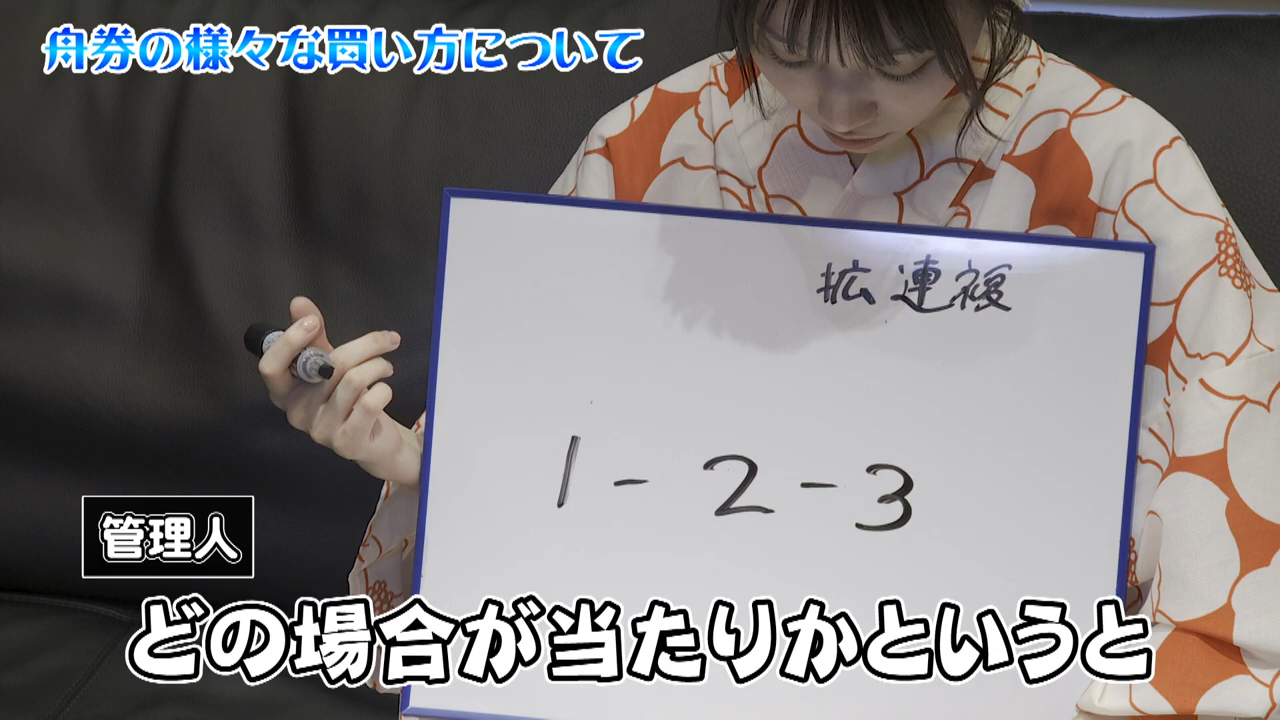 舟券の様々な買い方について
拡連複
1-2-3
管理人
どの場合が当たりかというと